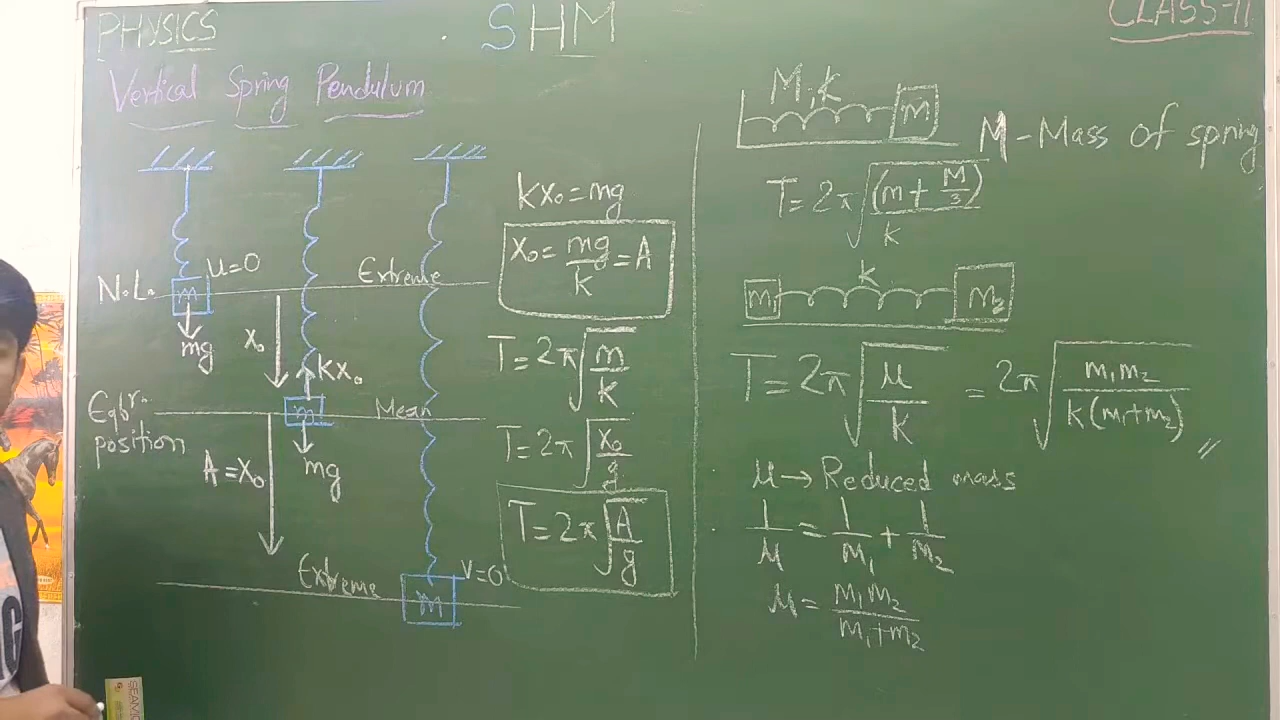 PHYSICS
SHM
CLASS-11
Vertical Spring Pendulum
N.L.
m
u=0
mg
x₀
Extreme
Kx₀
Eqbr. position
m
mg
Mean
A=x₀
Extreme
m
V=0
Kx₀=mg
x₀=mg/k=A
T=2π√(m/k)
T=2π√(x₀/g)
T=2π√(A/g)
M,k
m
M-Mass of spring
T=2π√((m+M/3)/k)
m₁
k
m₂
T=2π√(μ/k) = 2π√(m₁m₂/k(m₁+m₂))
μ→Reduced mass
1/μ=1/m₁+1/m₂
μ=m₁m₂/m₁+m₂